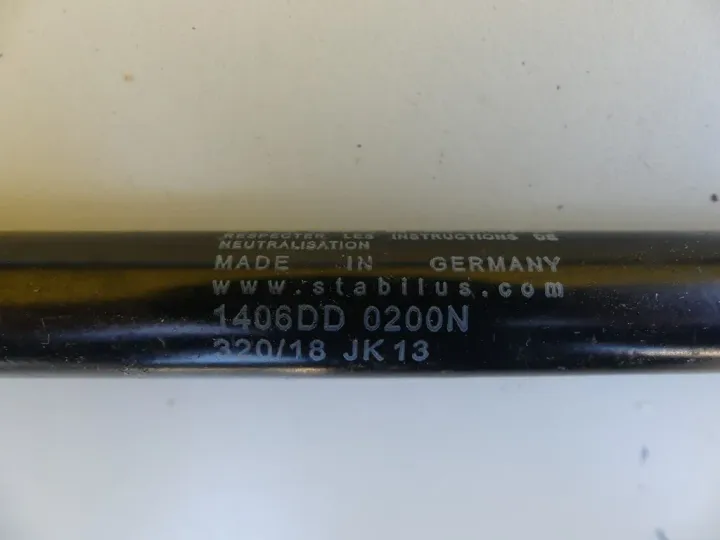 RESPECTER LES INSTRUCTIONS DE
NEUTRALISATION
MADE IN GERMANY
www.stabilus.com
1406DD 0200N
320/18 JK13